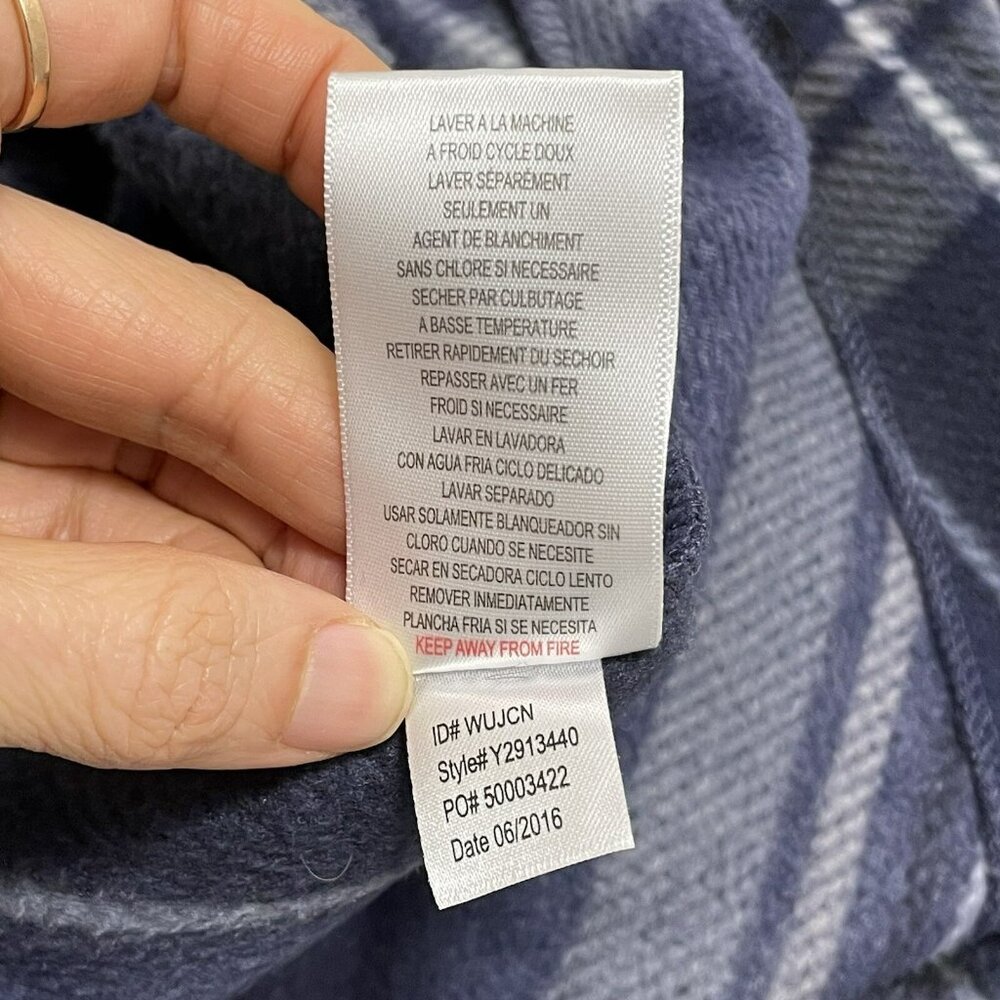 LAVER A LA MACHINE
A FROID CYCLE DOUX
LAVER SÉPARÉMENT
SEULEMENT UN
AGENT DE BLANCHIMENT
SANS CHLORE SI NECESSAIRE
SECHER PAR CULBUTAGE
A BASSE TEMPERATURE
RETIRER RAPIDEMENT DU SECHOIR
REPASSER AVEC UN FER
FROID SI NECESSAIRE
LAVAR EN LAVADORA
CON AGUA FRIA CICLO DELICADO
LAVAR SEPARADO
USAR SOLAMENTE BLANQUEADOR SIN
CLORO CUANDO SE NECESITE
SECAR EN SECADORA CICLO LENTO
REMOVER INMEDIATAMENTE
PLANCHA FRIA SI SE NECESITA
KEEP AWAY FROM FIRE
ID# WUJCN
Style# Y2913440
PO# 50003422
Date 06/2016